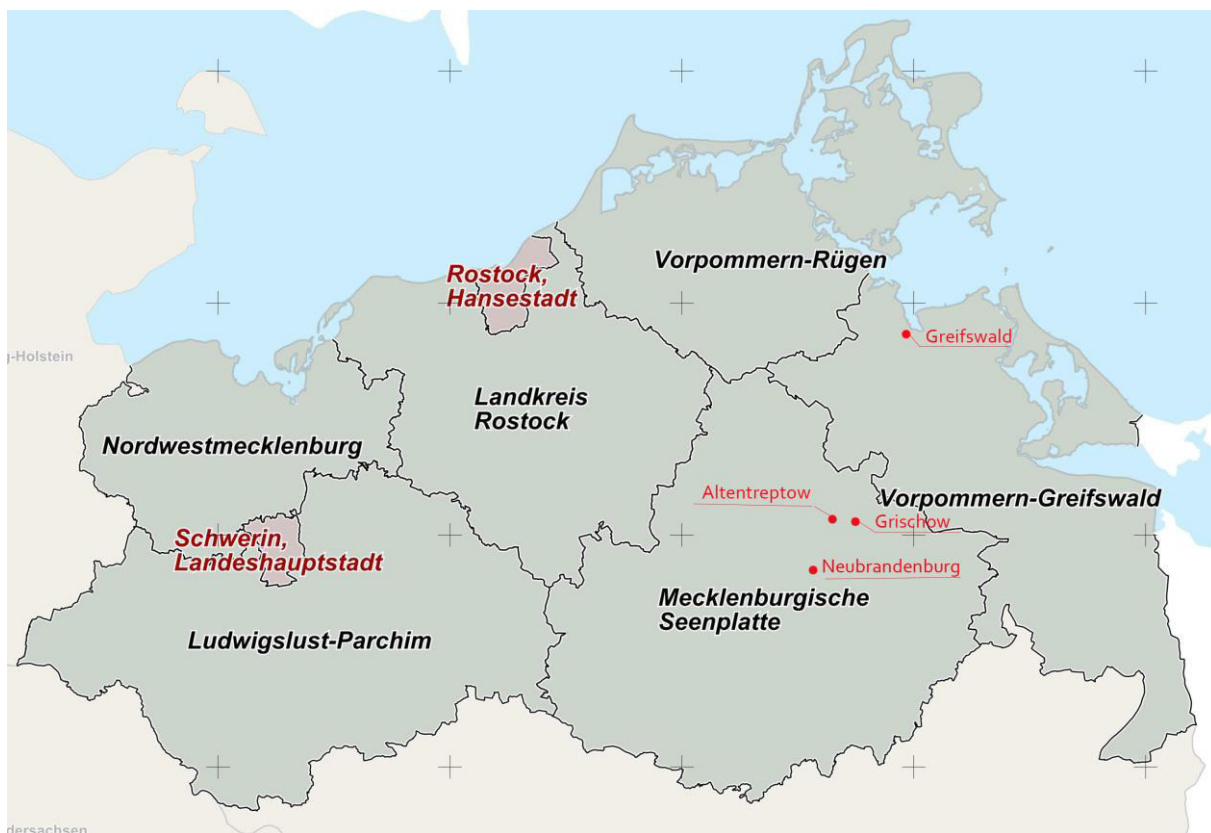 Vorpommern-Rügen
Rostock,
Hansestadt
Greifswald
g-Holstein
Landkreis
Rostock
Nordwestmecklenburg
Altentreptow
Vorpommern-Greifswald
Grischow
Schwerin,
Landeshauptstadt
Neubrandenburg
Mecklenburgische
Seenplatte
Ludwigslust-Parchim
dersachsen